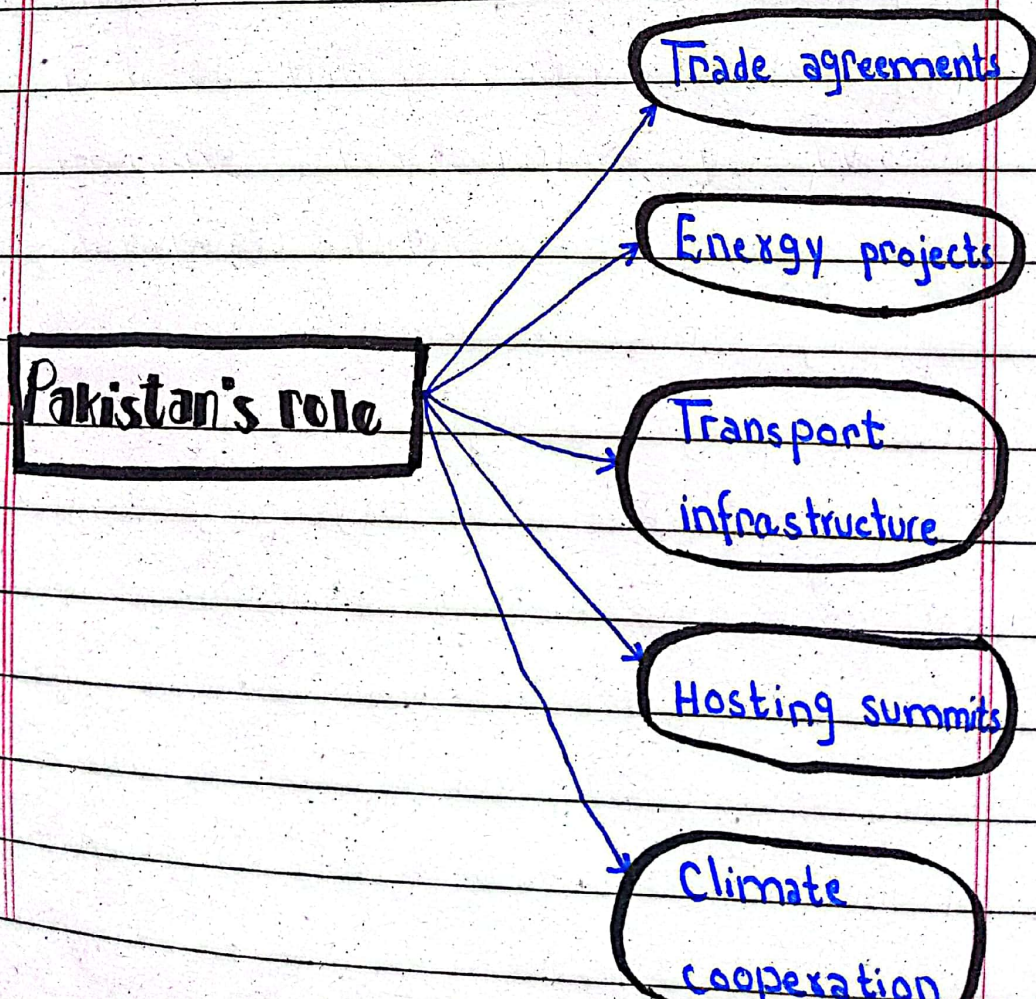 Trade agreements
Energy projects
Pakistan's role
Transport
infrastructure
Hosting summits
Climate
cooperation